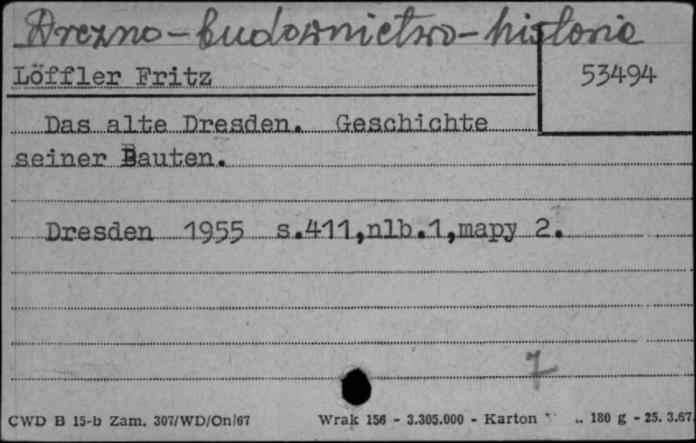 Drezno - budownictwo - historia
Löffler Fritz 53494
Das alte Dresden. Geschichte
seiner Bauten.
Dresden 1955 s.411,nlb.1,mapy 2.
7
CWD B 15-b Zam. 307/WD/On/67 Wrak 156 - 3.305.000 - Karton .. 180 g - 25. 3.67.